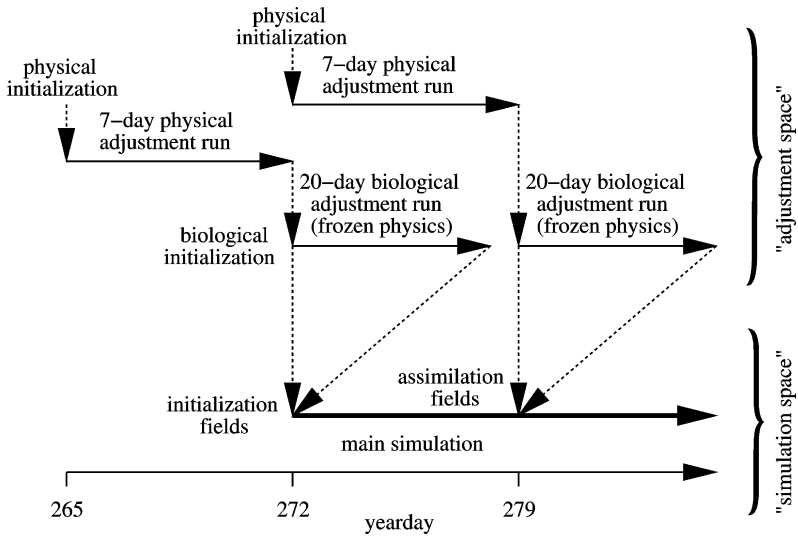 physical
initialization
physical
initialization
7−day physical
adjustment run
7−day physical
adjustment run
20−day biological
adjustment run
(frozen physics)
20−day biological
adjustment run
(frozen physics)
biological
initialization
"adjustment space"
assimilation
fields
initialization
fields
main simulation
"simulation space"
265
272
279
yearday